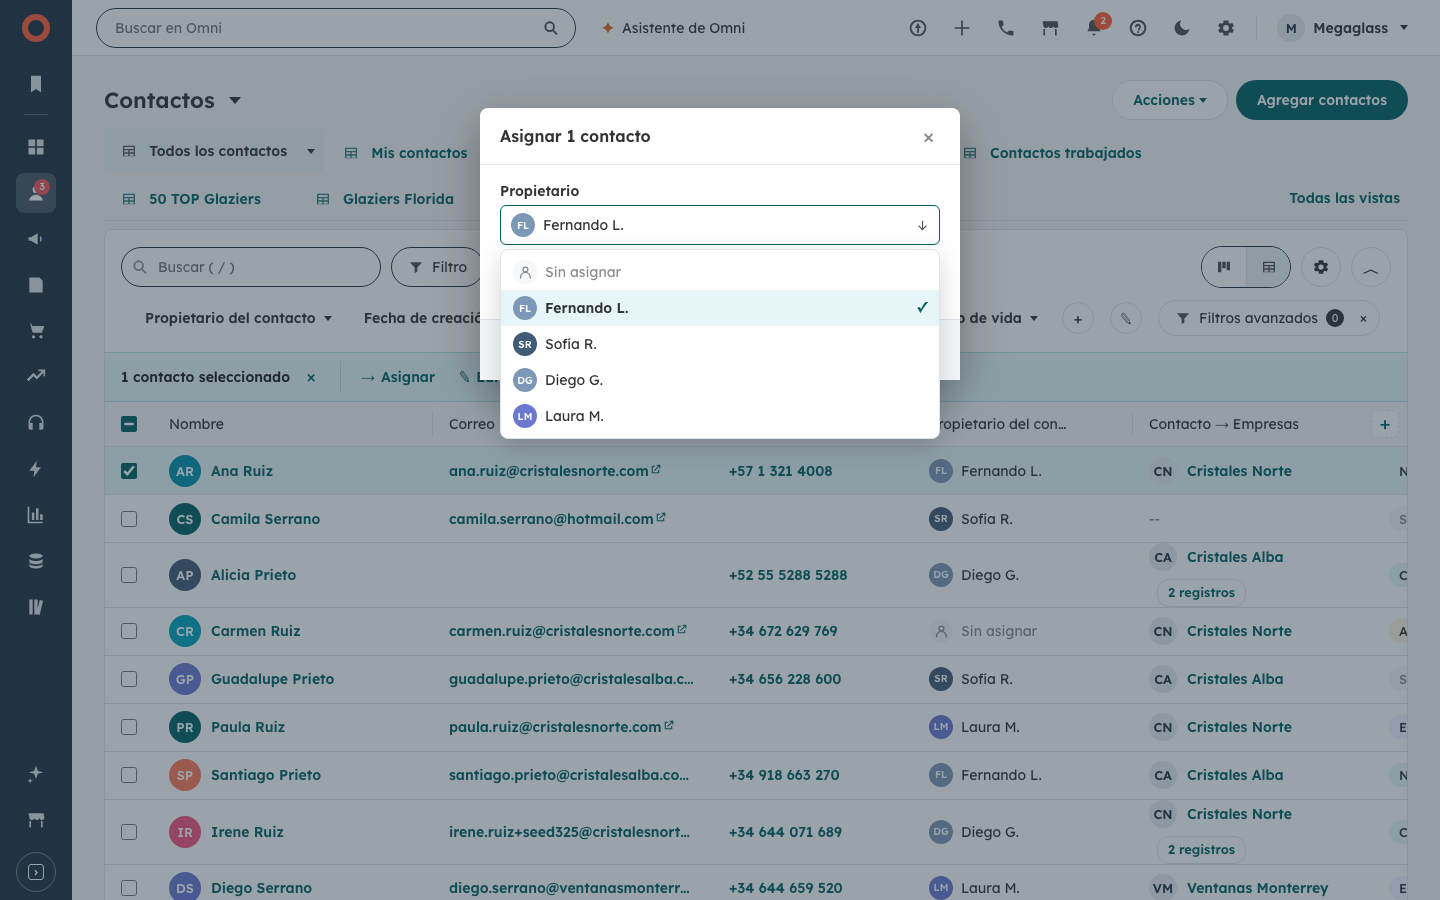 Buscar en Omni
Asistente de Omni
2
M
Megaglass
Contactos
Acciones
Agregar contactos
3
Todos los contactos
Mis contactos
Contactos trabajados
50 TOP Glaziers
Glaziers Florida
Todas las vistas
Buscar ( / )
Filtro
Propietario del contacto
Fecha de creació
o de vida
+
Filtros avanzados 0 ×
1 contacto seleccionado ×
→ Asignar
Asignar 1 contacto
×
Propietario
FL Fernando L.
Sin asignar
FL Fernando L. ✓
SR Sofía R.
DG Diego G.
LM Laura M.
Nombre
Correo
ropietario del con...
Contacto → Empresas
+
AR Ana Ruiz ana.ruiz@cristalesnorte.com +57 1 321 4008 FL Fernando L. CN Cristales Norte N
CS Camila Serrano camila.serrano@hotmail.com SR Sofía R. -- S
AP Alicia Prieto +52 55 5288 5288 DG Diego G. CA Cristales Alba C
2 registros
CR Carmen Ruiz carmen.ruiz@cristalesnorte.com +34 672 629 769 Sin asignar CN Cristales Norte A
GP Guadalupe Prieto guadalupe.prieto@cristalesalba.c... +34 656 228 600 SR Sofía R. CA Cristales Alba S
PR Paula Ruiz paula.ruiz@cristalesnorte.com LM Laura M. CN Cristales Norte E
SP Santiago Prieto santiago.prieto@cristalesalba.co... +34 918 663 270 FL Fernando L. CA Cristales Alba N
IR Irene Ruiz irene.ruiz+seed325@cristalesnort... +34 644 071 689 DG Diego G. CN Cristales Norte C
2 registros
DS Diego Serrano diego.serrano@ventanasmonterr... +34 644 659 520 LM Laura M. VM Ventanas Monterrey E